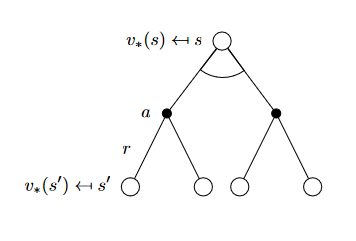 v_*(s) ↤ s
a
r
v_*(s′) ↤ s′